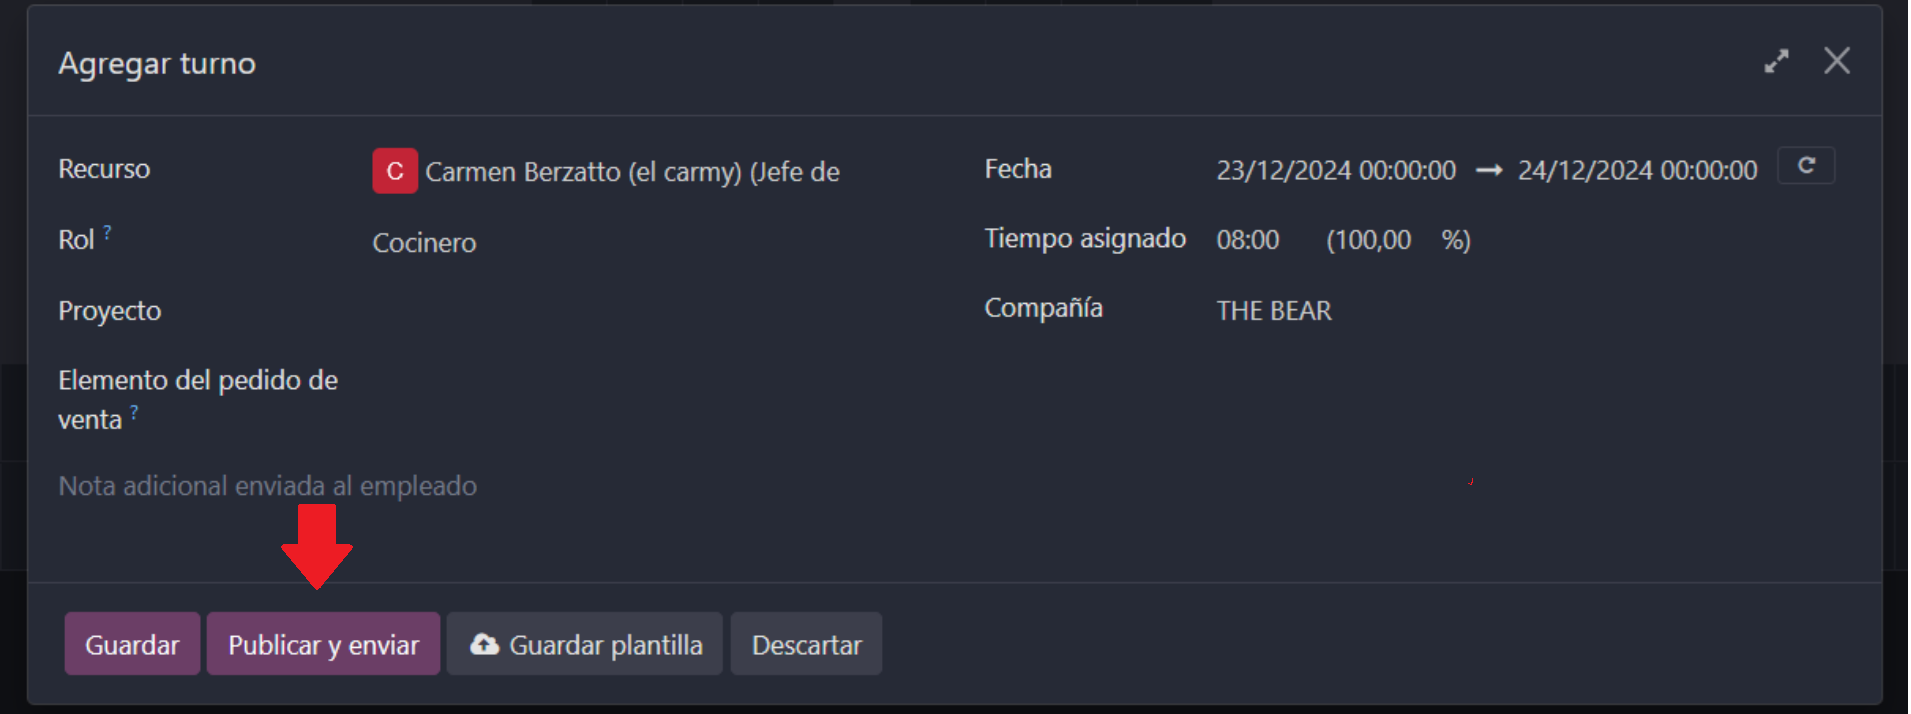 Agregar turno
Recurso
C Carmen Berzatto (el carmy) (Jefe de
Rol ?
Cocinero
Proyecto
Elemento del pedido de
venta ?
Nota adicional enviada al empleado
Fecha
23/12/2024 00:00:00 → 24/12/2024 00:00:00
Tiempo asignado
08:00 (100,00 %)
Compañía
THE BEAR
Guardar
Publicar y enviar
Guardar plantilla
Descartar